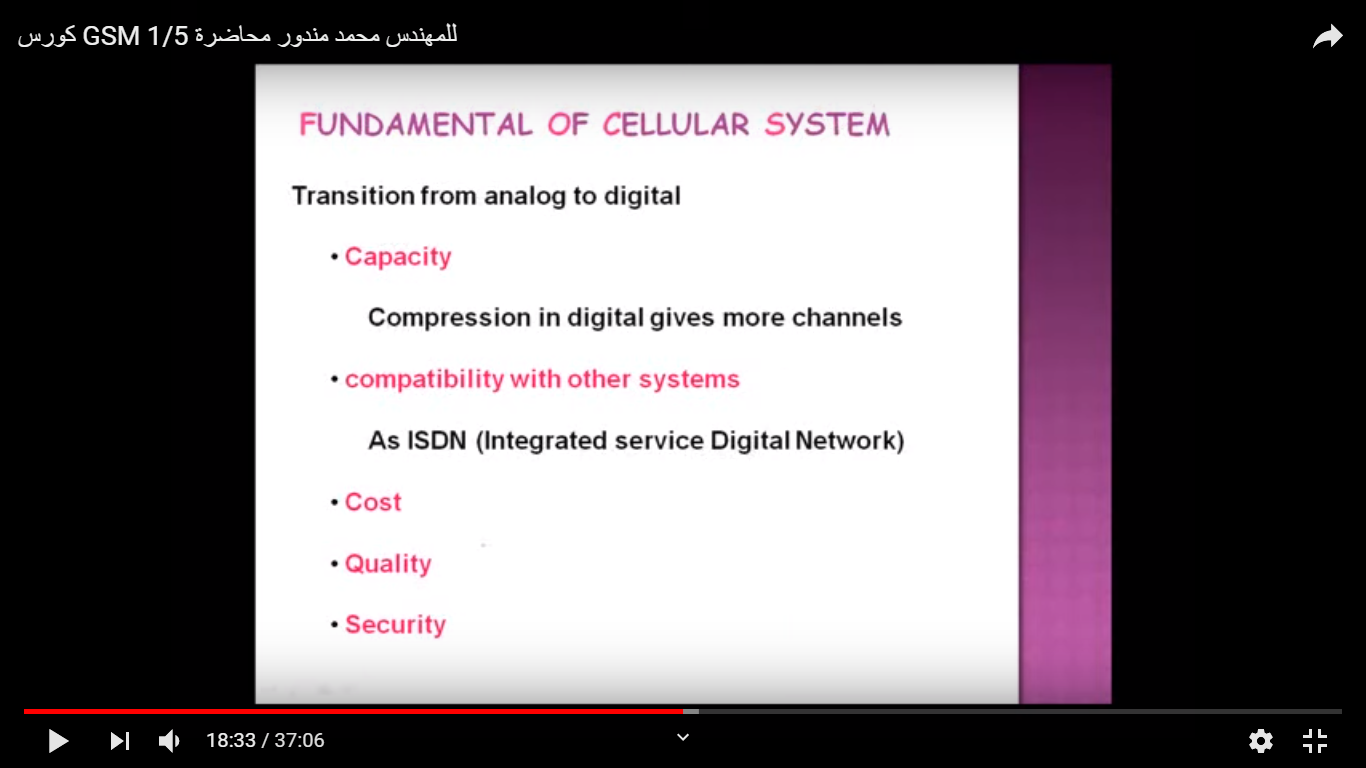 كورس GSM للمهندس محمد مندور محاضرة 1/5
FUNDAMENTAL OF CELLULAR SYSTEM
Transition from analog to digital
• Capacity
Compression in digital gives more channels
• compatibility with other systems
As ISDN (Integrated service Digital Network)
• Cost
• Quality
• Security
18:33 / 37:06